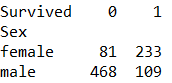 Survived 0 1
Sex
female 81 233
male 468 109